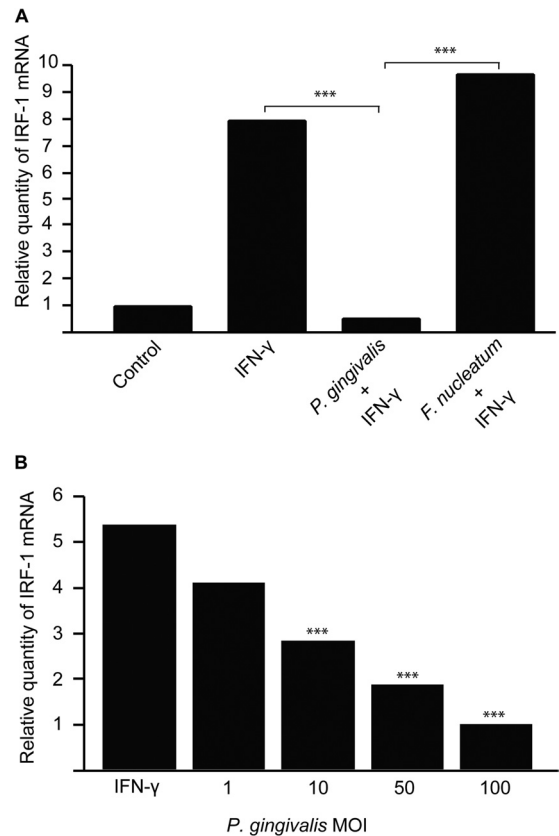 A
Relative quantity of IRF-1 mRNA
10
9
8
7
6
5
4
3
2
1
***
***
Control
IFN-γ
P. gingivalis
+
IFN-γ
F. nucleatum
+
IFN-γ
B
Relative quantity of IRF-1 mRNA
6
5
4
3
2
1
***
***
***
IFN-γ 1 10 50 100
P. gingivalis MOI